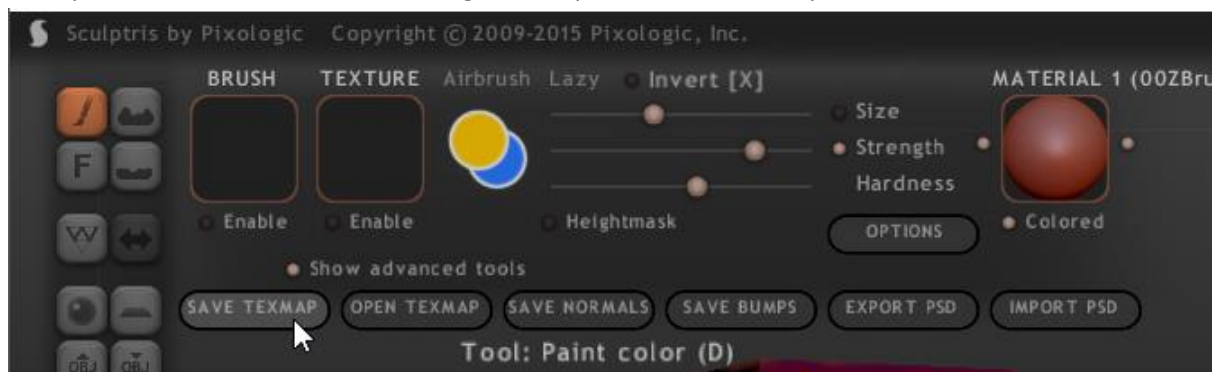 Sculptris by Pixologic Copyright © 2009-2015 Pixologic, Inc.
BRUSH TEXTURE Airbrush Lazy Invert [X] MATERIAL 1 (00ZBru
Size
F Strength
Hardness
Enable Enable Heightmask OPTIONS Colored
Show advanced tools
SAVE TEXMAP OPEN TEXMAP SAVE NORMALS SAVE BUMPS EXPORT PSD IMPORT PSD
Tool: Paint color (D)
OBJ OBJ